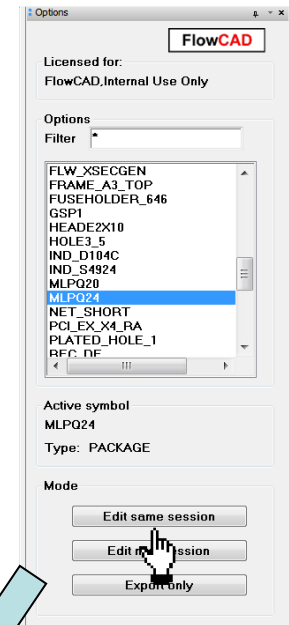 Options
FlowCAD
Licensed for:
FlowCAD,Internal Use Only
Options
Filter *
FLW_XSECGEN
FRAME_A3_TOP
FUSEHOLDER_646
GSP1
HEADE2X10
HOLE3_5
IND_D104C
IND_S4924
MLPQ20
MLPQ24
NET_SHORT
PCI_EX_X4_RA
PLATED_HOLE_1
Active symbol
MLPQ24
Type: PACKAGE
Mode
Edit same session
Edit
Export only